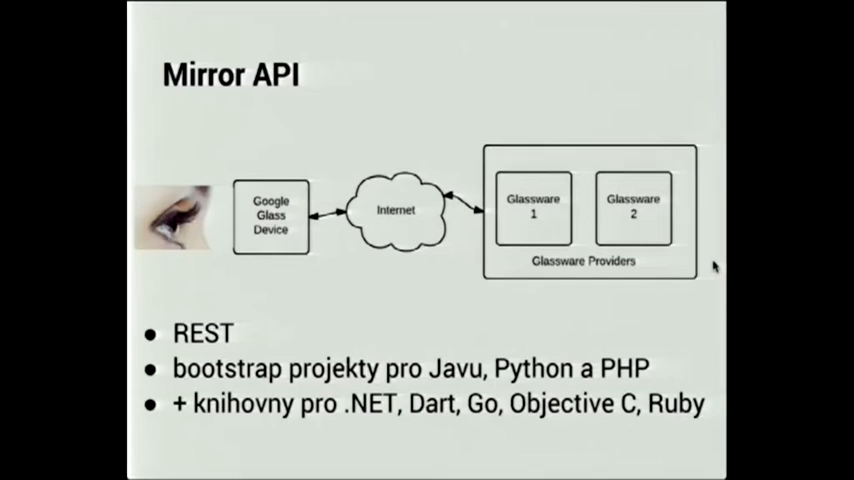 Mirror API
Google
Glass
Device
Internet
Glassware
1
Glassware
2
Glassware Providers
REST
bootstrap projekty pro Javu, Python a PHP
+ knihovny pro .NET, Dart, Go, Objective C, Ruby